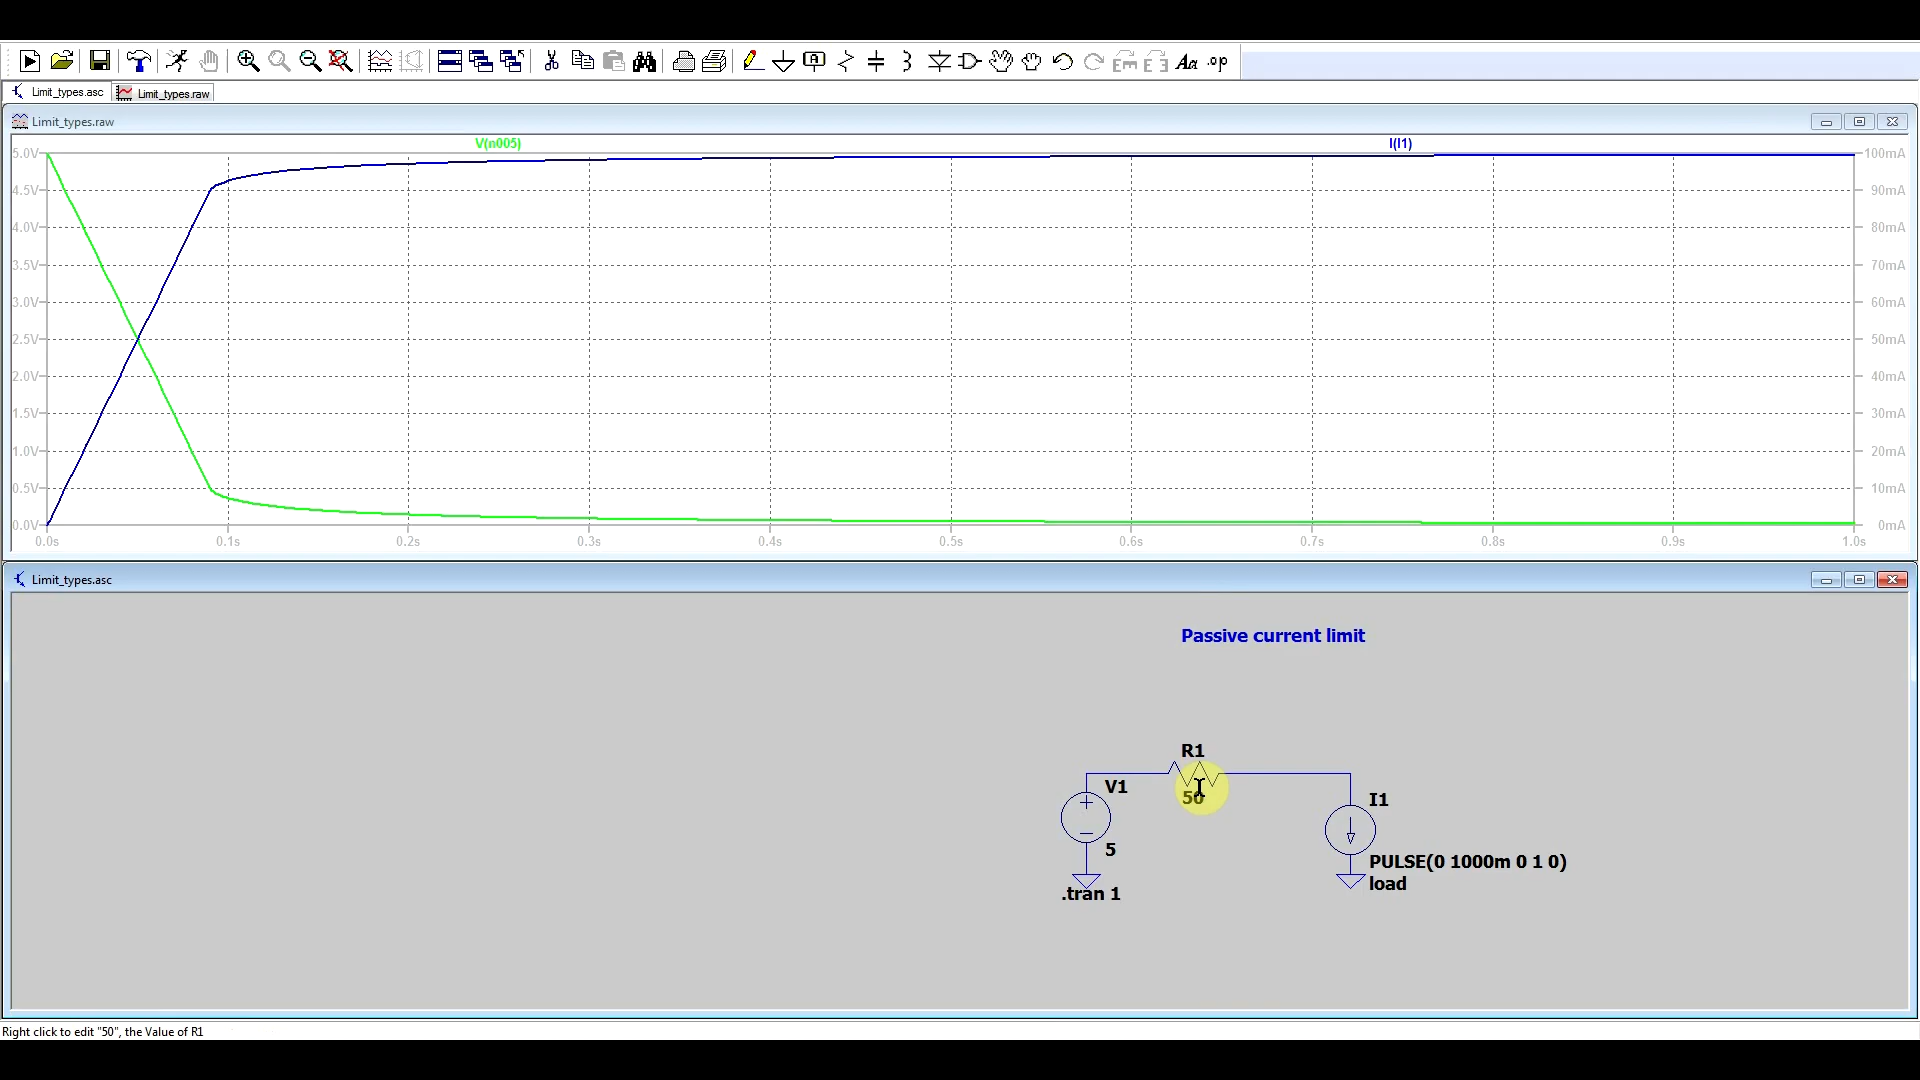 Limit_types.asc
Limit_types.raw
Limit_types.raw
V(n005)
I(I1)
5.0V
4.5V
4.0V
3.5V
3.0V
2.5V
2.0V
1.5V
1.0V
0.5V
0.0V
100mA
90mA
80mA
70mA
60mA
50mA
40mA
30mA
20mA
10mA
0mA
0.0s 0.1s 0.2s 0.3s 0.4s 0.5s 0.6s 0.7s 0.8s 0.9s 1.0s
Limit_types.asc
Passive current limit
R1
50
V1
5
.tran 1
I1
PULSE(0 1000m 0 1 0)
load
Right click to edit "50", the Value of R1
Aa .op